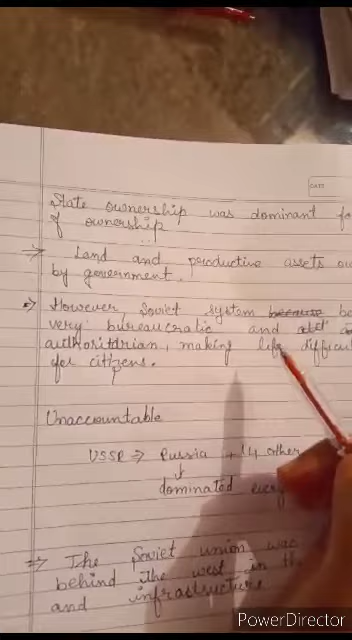 DATE
State ownership was dominant
of ownership
⇒ Land and productive assets
by government.
⇒ However, Soviet system because
very bureaucratic and
authoritarian, making life
for citizens.
Unaccountable
USSR ⇒ Russia + 14 other
↓
dominated
⇒ The Soviet union was
behind the west in
and infrastructure
PowerDirector